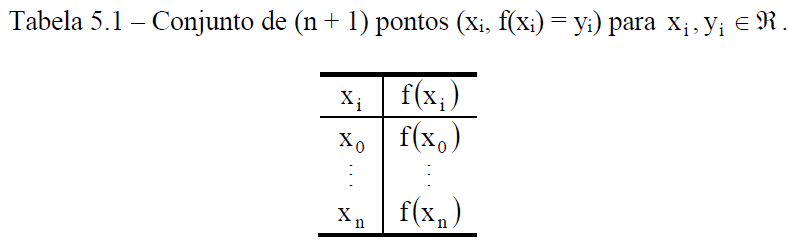 Tabela 5.1 – Conjunto de (n + 1) pontos (xᵢ, f(xᵢ) = yᵢ) para xᵢ, yᵢ ∈ ℜ.
xᵢ f(xᵢ)
x₀ f(x₀)
⋮ ⋮
xₙ f(xₙ)